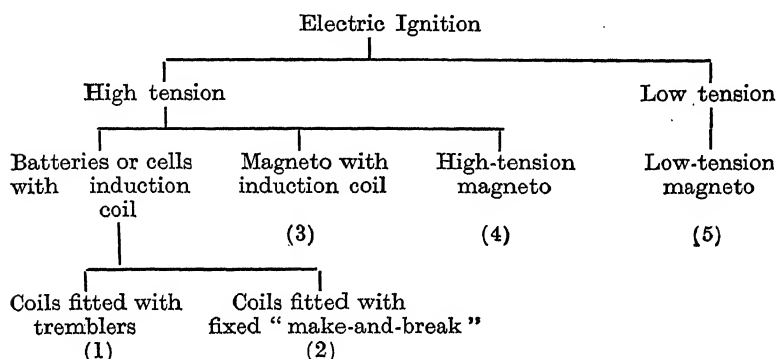 Electric Ignition
High tension Low tension
Batteries or cells Magneto with High-tension Low-tension
with induction induction coil magneto magneto
coil
(3) (4) (5)
Coils fitted with Coils fitted with
tremblers fixed “ make-and-break ”
(1) (2)